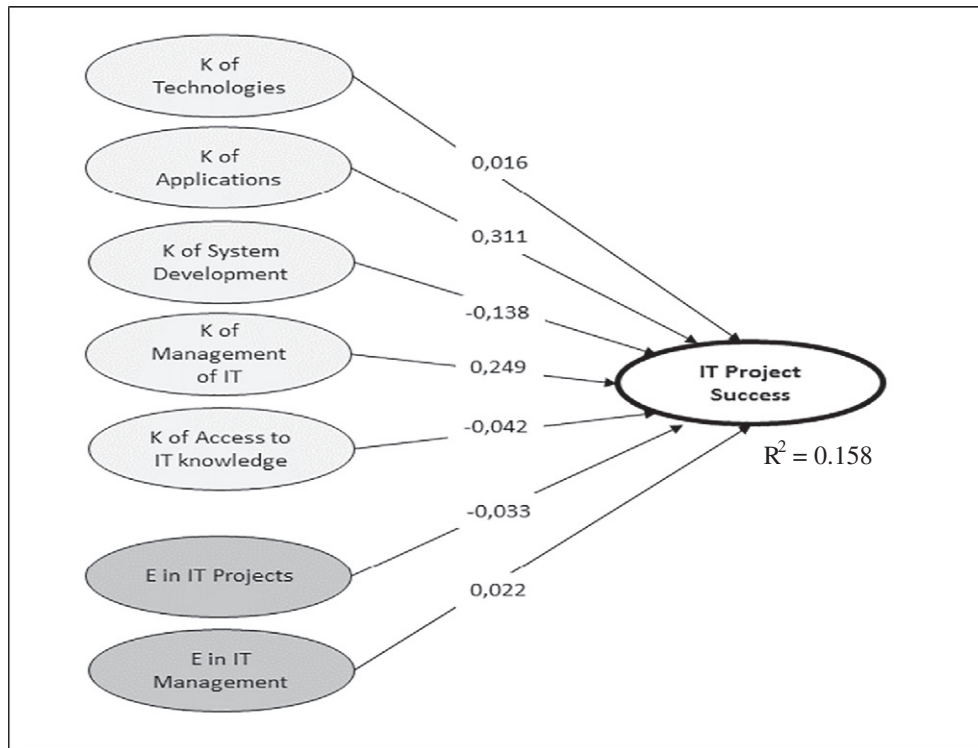 K of
Technologies
0,016
K of
Applications
0,311
K of System
Development
-0,138
K of
Management
of IT
0,249
K of Access to
IT knowledge
-0,042
E in IT Projects
-0,033
E in IT
Management
0,022
IT Project
Success
R² = 0.158